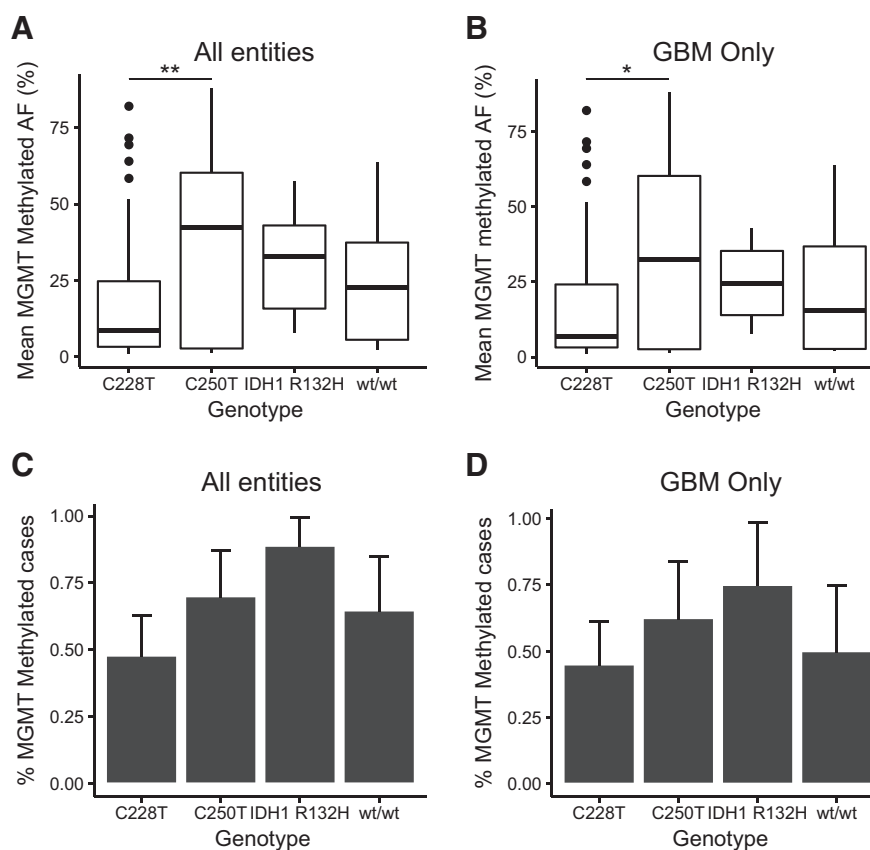 A
All entities
**
Mean MGMT Methylated AF (%)
75
50
25
0
C228T C250T IDH1 R132H wt/wt
Genotype
B
GBM Only
*
Mean MGMT methylated AF (%)
75
50
25
0
C228T C250T IDH1 R132H wt/wt
Genotype
C
All entities
% MGMT Methylated cases
1.00
0.75
0.50
0.25
0.00
C228T C250T IDH1 R132H wt/wt
Genotype
D
GBM Only
% MGMT Methylated cases
1.00
0.75
0.50
0.25
0.00
C228T C250T IDH1 R132H wt/wt
Genotype